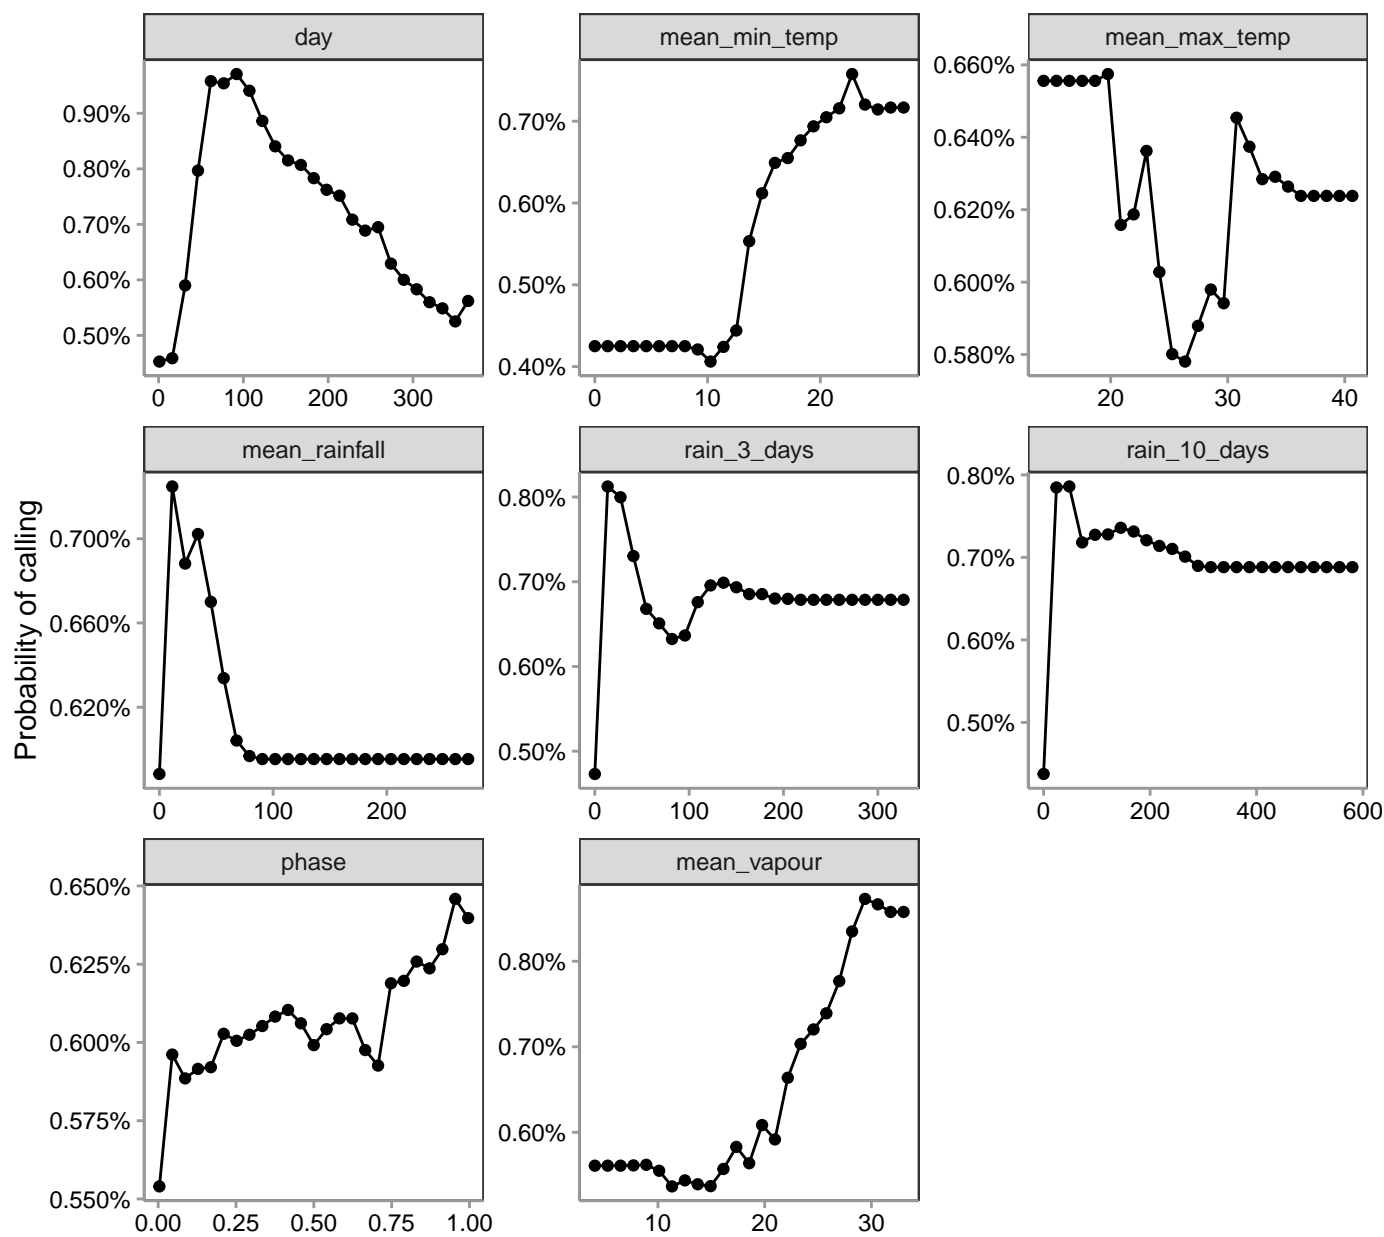 day
mean_min_temp
mean_max_temp
0.90%
0.80%
0.70%
0.60%
0.50%
0 100 200 300
0.70%
0.60%
0.50%
0.40%
0 10 20
0.660%
0.640%
0.620%
0.600%
0.580%
20 30 40
mean_rainfall
rain_3_days
rain_10_days
Probability of calling
0.700%
0.660%
0.620%
0 100 200
0.80%
0.70%
0.60%
0.50%
0 100 200 300
0.80%
0.70%
0.60%
0.50%
0 200 400 600
phase
mean_vapour
0.650%
0.625%
0.600%
0.575%
0.550%
0.00 0.25 0.50 0.75 1.00
0.80%
0.70%
0.60%
10 20 30